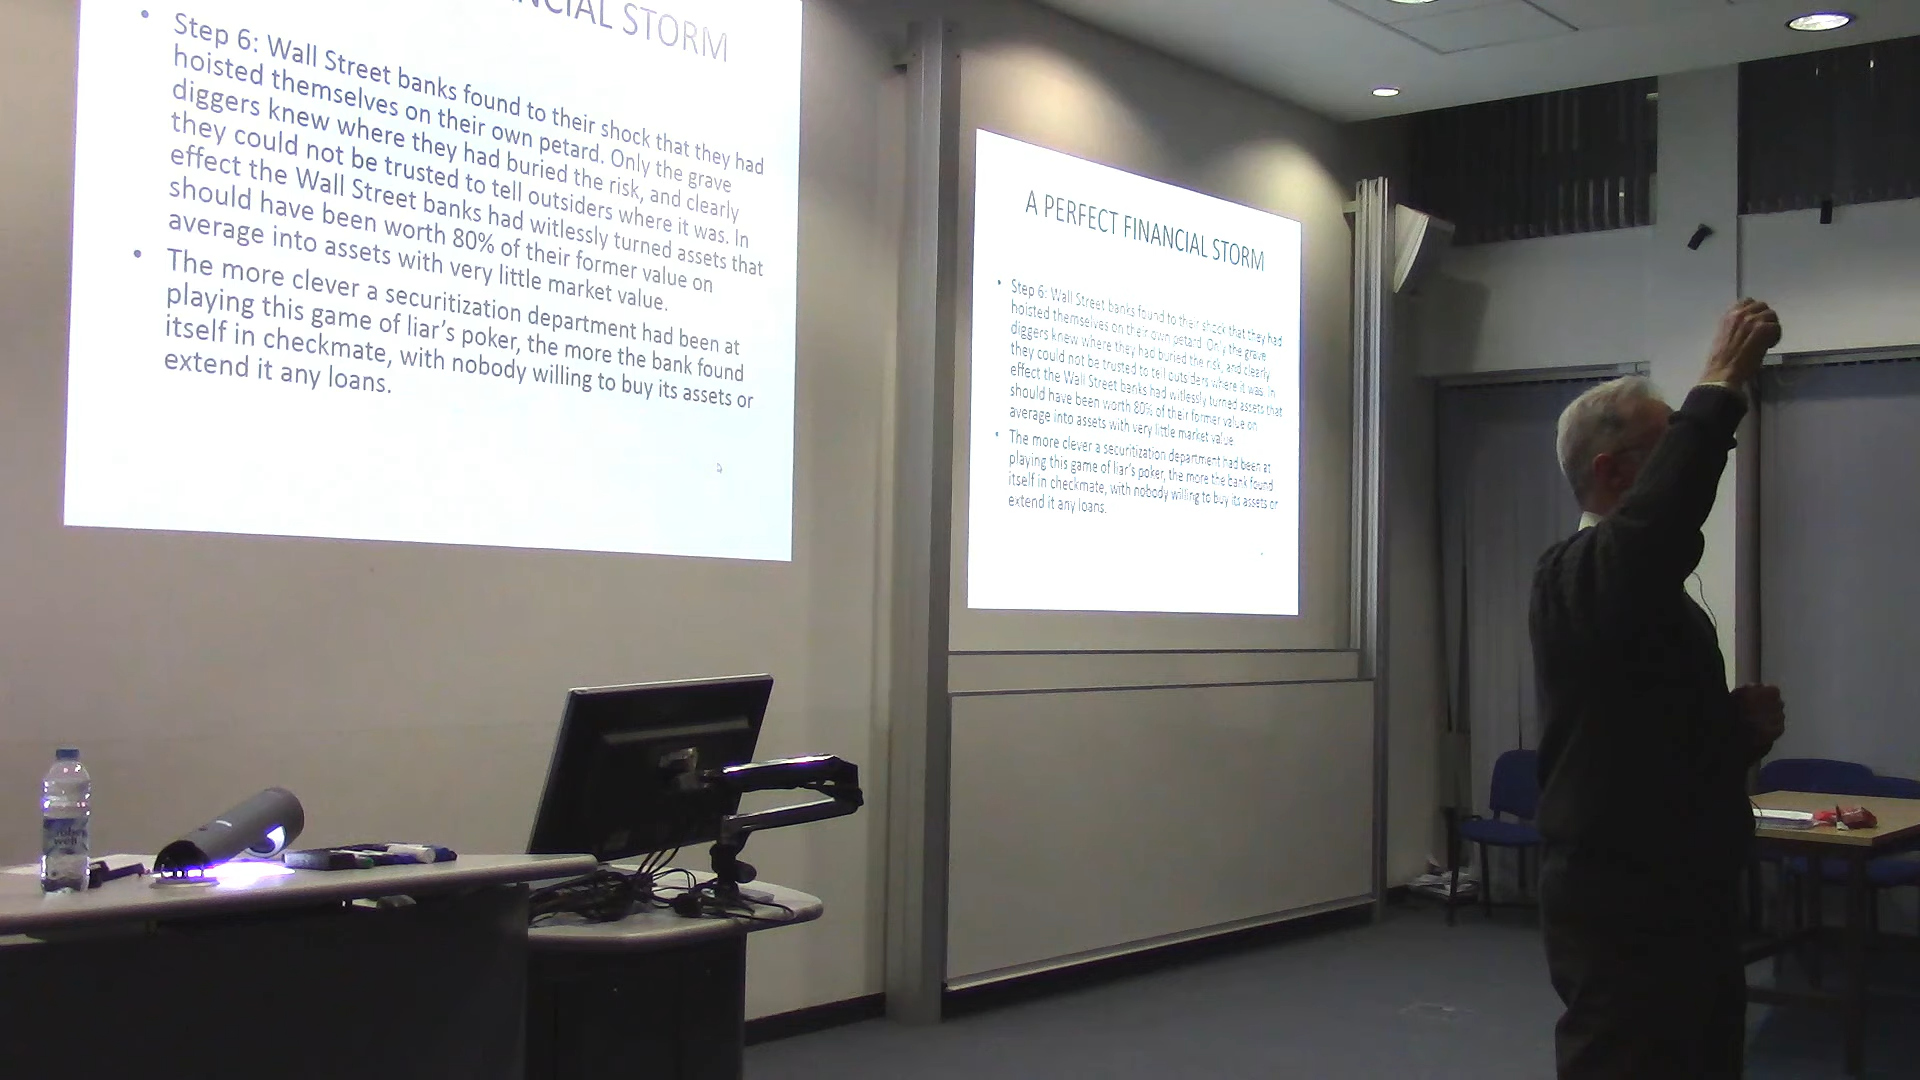 NCIAL STORM
• Step 6: Wall Street banks found to their shock that they had
hoisted themselves on their own petard. Only the grave
diggers knew where they had buried the risk, and clearly
they could not be trusted to tell outsiders where it was. In
effect the Wall Street banks had witlessly turned assets that
should have been worth 80% of their former value on
average into assets with very little market value.
• The more clever a securitization department had been at
playing this game of liar's poker, the more the bank found
itself in checkmate, with nobody willing to buy its assets or
extend it any loans.
A PERFECT FINANCIAL STORM
• Step 6: Wall Street banks found to their shock that they had
hoisted themselves on their own petard. Only the grave
diggers knew where they had buried the risk, and clearly
they could not be trusted to tell outsiders where it was. In
effect the Wall Street banks had witlessly turned assets that
should have been worth 80% of their former value on
average into assets with very little market value.
• The more clever a securitization department had been at
playing this game of liar's poker, the more the bank found
itself in checkmate, with nobody willing to buy its assets or
extend it any loans.